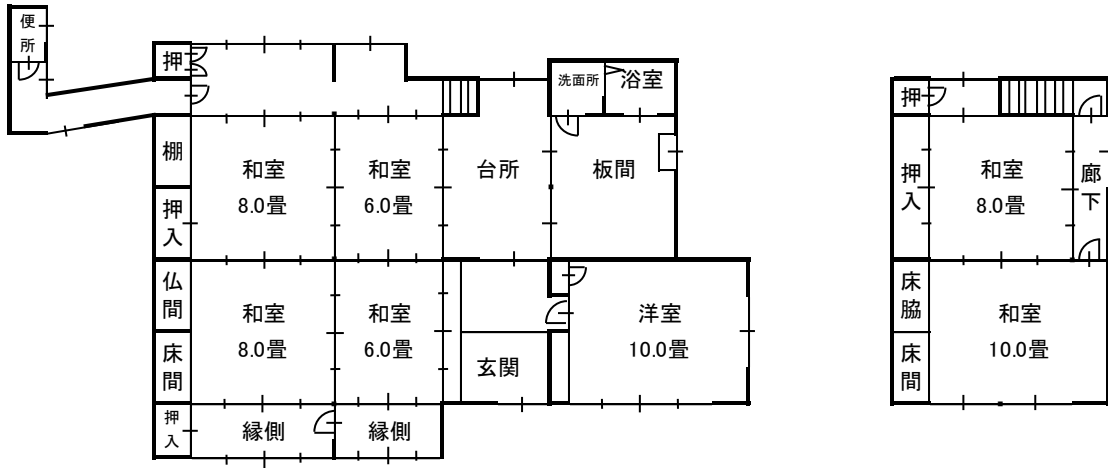 便所
押
洗面所
浴室
棚
和室
8.0畳
和室
6.0畳
台所
板間
押入
仏間
和室
8.0畳
和室
6.0畳
洋室
10.0畳
床間
玄関
押入
縁側
縁側
押
押入
和室
8.0畳
廊下
床脇
和室
10.0畳
床間